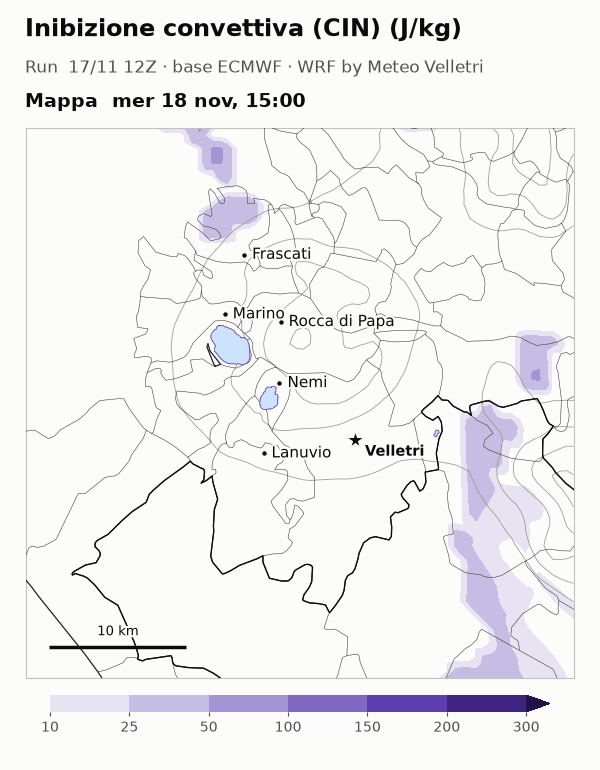 Inibizione convettiva (CIN) (J/kg)
Run  17/11 12Z · base ECMWF · WRF by Meteo Velletri
Mappa  mer 18 nov, 15:00
Frascati
Marino
Rocca di Papa
Nemi
Velletri
Lanuvio
10 km
10 25 50 100 150 200 300